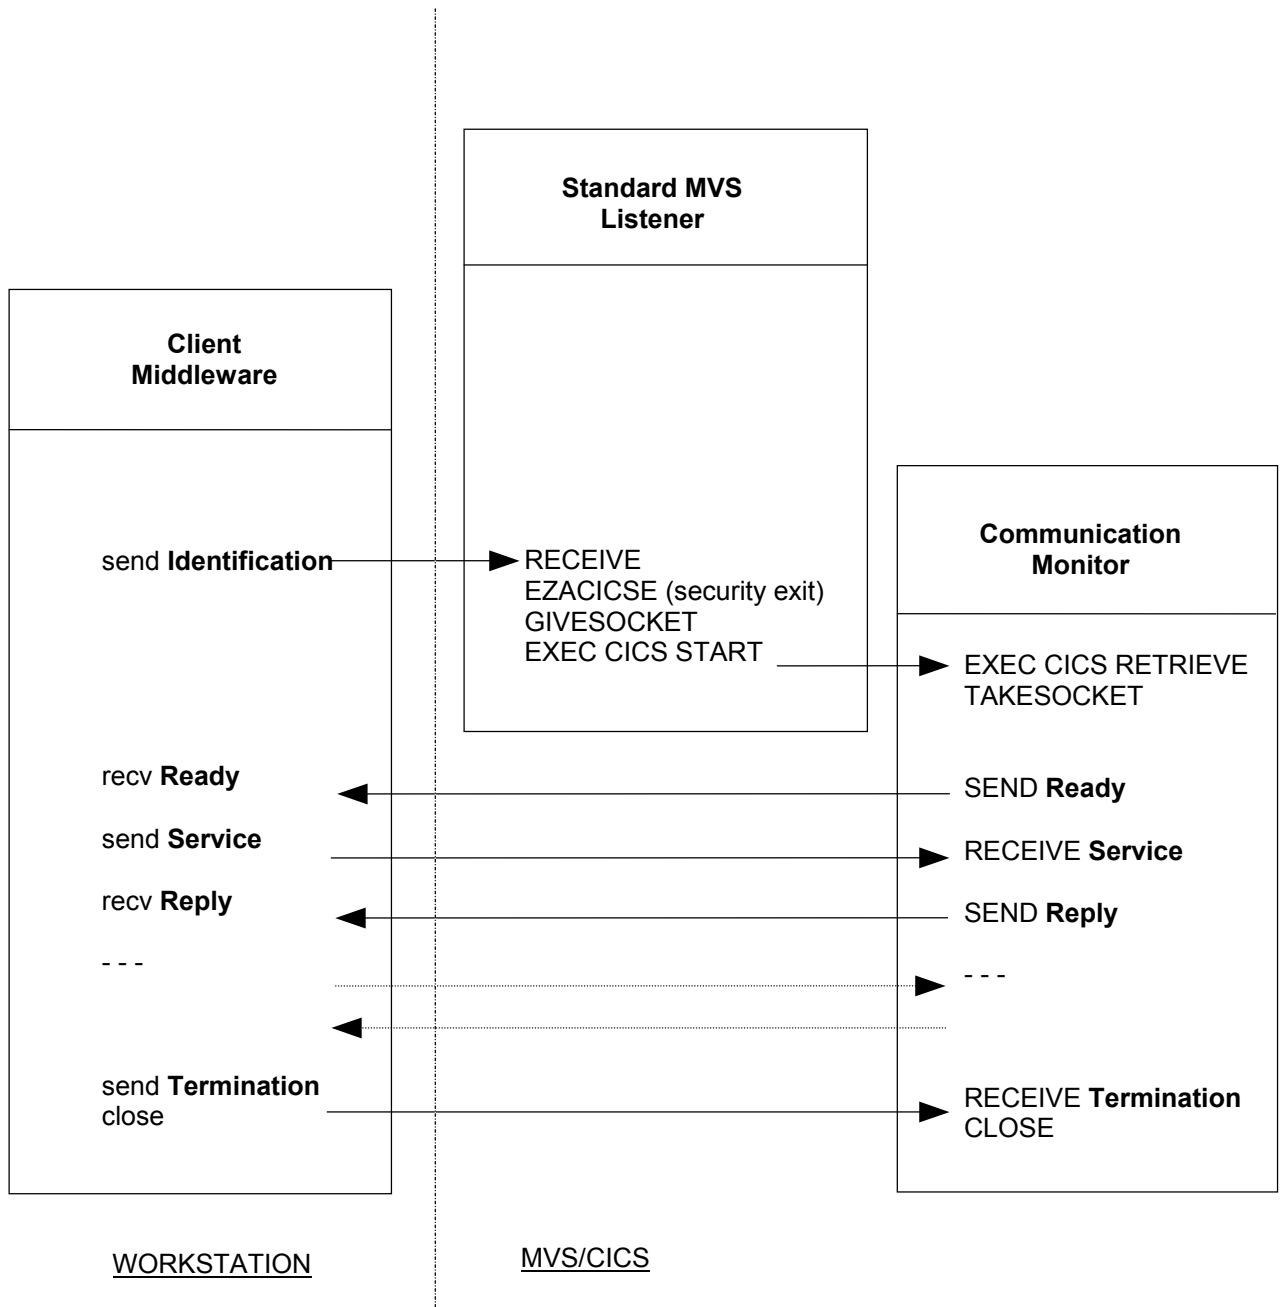 Standard MVS
Listener
Client
Middleware
Communication
Monitor
send Identification
RECEIVE
EZACICSE (security exit)
GIVESOCKET
EXEC CICS START
EXEC CICS RETRIEVE
TAKESOCKET
recv Ready
SEND Ready
send Service
RECEIVE Service
recv Reply
SEND Reply
- - -
- - -
send Termination
close
RECEIVE Termination
CLOSE
WORKSTATION
MVS/CICS